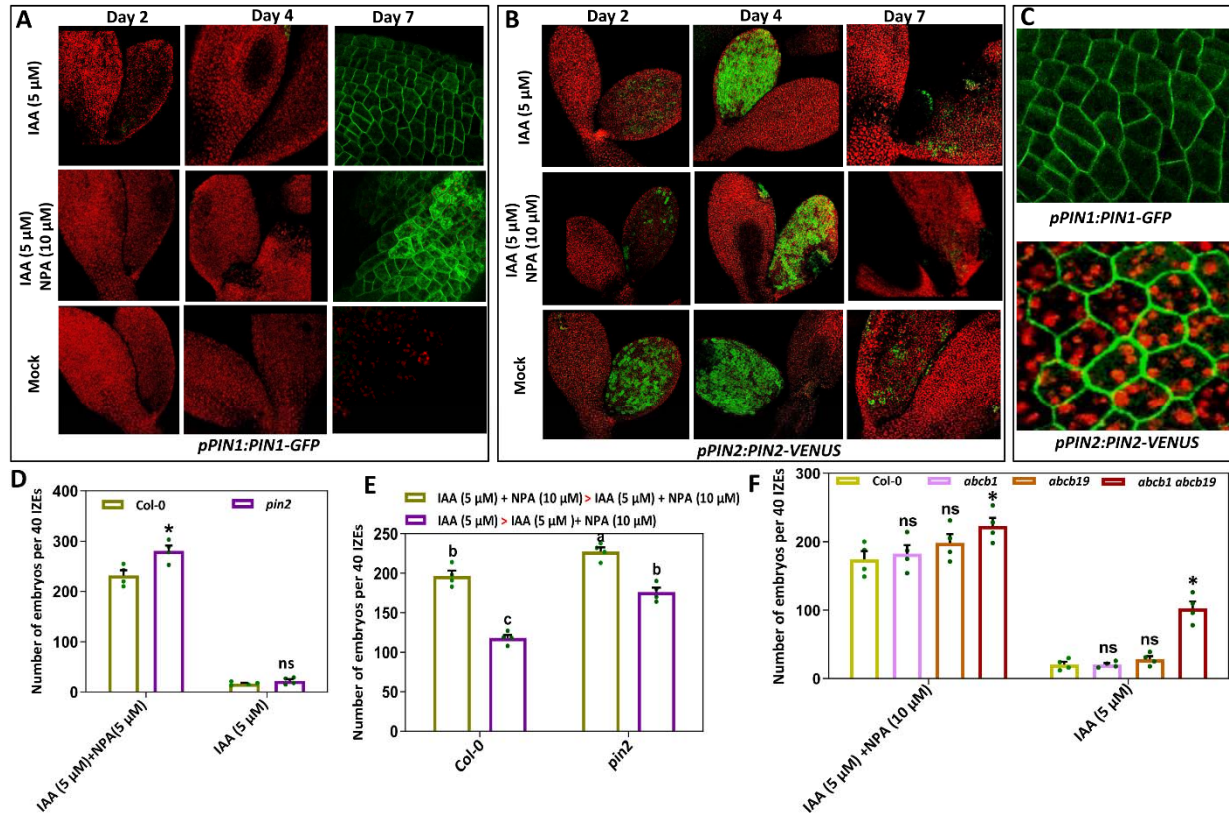 A
Day 2
Day 4
Day 7
IAA (5 µM)
IAA (5 µM)
NPA (10 µM)
Mock
pPIN1:PIN1-GFP
B
Day 2
Day 4
Day 7
IAA (5 µM)
IAA (5 µM)
NPA (10 µM)
Mock
pPIN2:PIN2-VENUS
C
pPIN1:PIN1-GFP
pPIN2:PIN2-VENUS
D
Col-0
pin2
Number of embryos per 40 IZEs
400
300
200
100
0
*
ns
IAA (5 µM)+NPA(5 µM)
IAA (5 µM)
E
IAA (5 µM) + NPA (10 µM) > IAA (5 µM) + NPA (10 µM)
IAA (5 µM) > IAA (5 µM )+ NPA (10 µM)
Number of embryos per 40 IZEs
250
200
150
100
50
0
b
c
a
b
Col-0
pin2
F
Col-0
abcb1
abcb19
abcb1 abcb19
Number of embryos per 40 IZEs
300
200
100
0
ns
ns
*
ns
ns
*
IAA (5 µM) +NPA (10 µM)
IAA (5 µM)